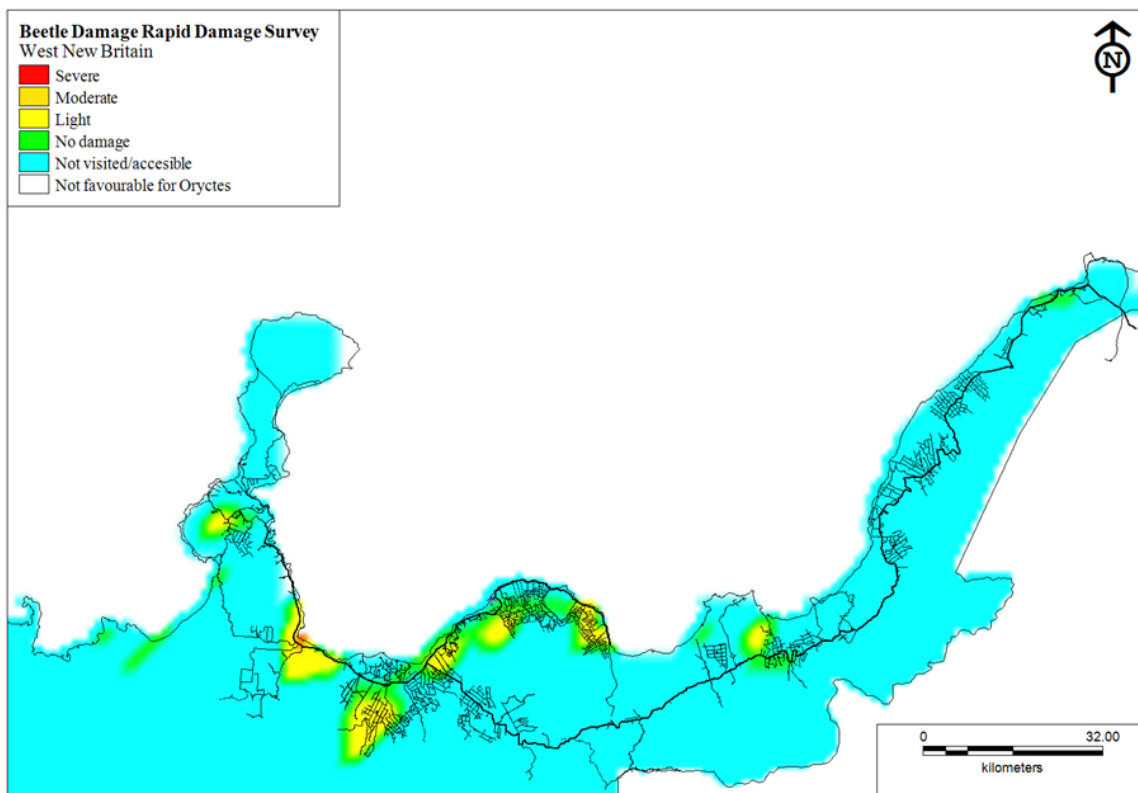 Beetle Damage Rapid Damage Survey
West New Britain
Severe
Moderate
Light
No damage
Not visited/accesible
Not favourable for Oryctes
N
0 32.00
kilometers